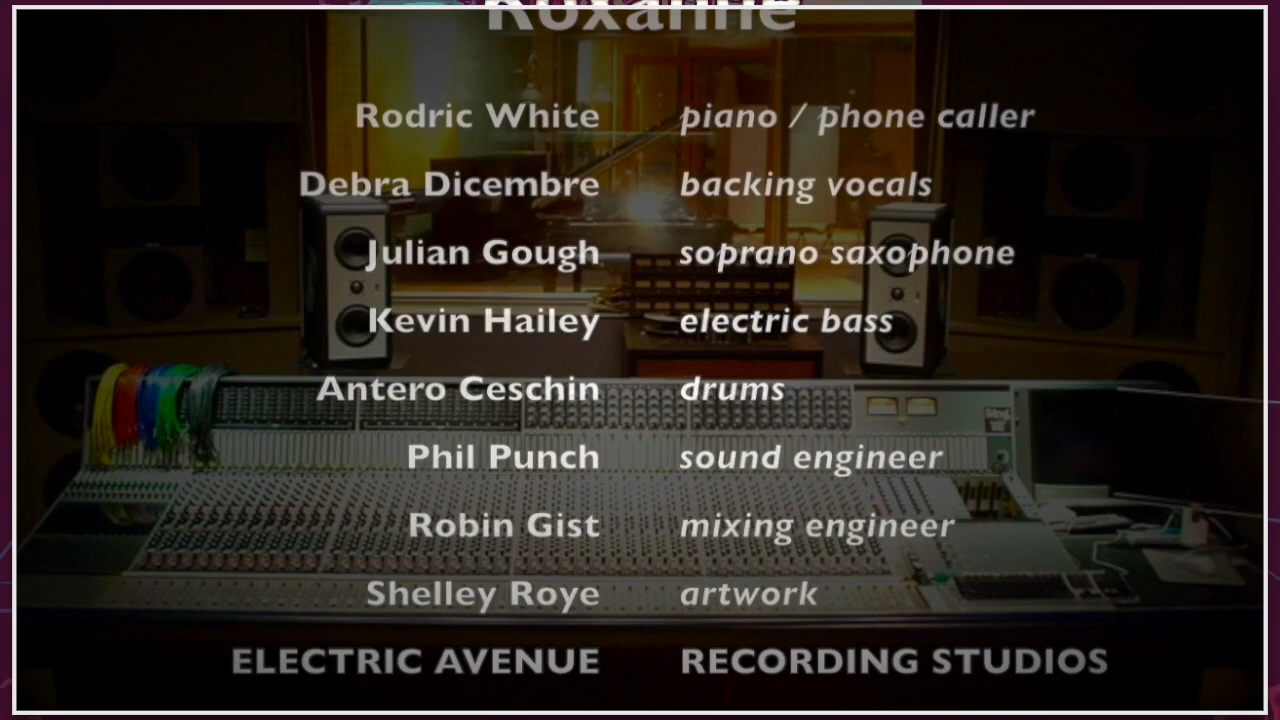 Roxanne
Rodric White piano / phone caller
Debra Dicembre backing vocals
Julian Gough soprano saxophone
Kevin Hailey electric bass
Antero Ceschin drums
Phil Punch sound engineer
Robin Gist mixing engineer
Shelley Roye artwork
ELECTRIC AVENUE RECORDING STUDIOS